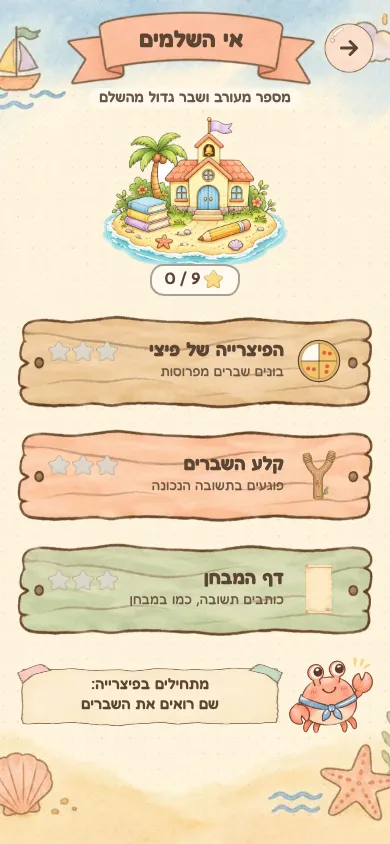 אי השלמים
מספר מעורב ושבר גדול מהשלם
0 / 9
הפיצרייה של פיצי
בונים שברים מפרוסות
קלע השברים
פוגעים בתשובה הנכונה
דף המבחן
כותבים תשובה, כמו במבחן
מתחילים בפיצרייה:
שם רואים את השברים